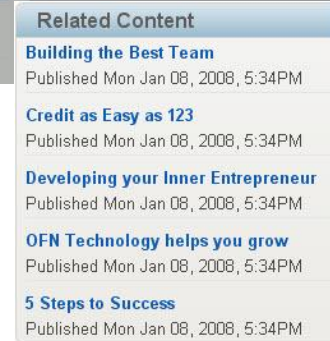 Related Content
Building the Best Team
Published Mon Jan 08, 2008, 5:34PM
Credit as Easy as 123
Published Mon Jan 08, 2008, 5:34PM
Developing your Inner Entrepreneur
Published Mon Jan 08, 2008, 5:34PM
OFN Technology helps you grow
Published Mon Jan 08, 2008, 5:34PM
5 Steps to Success
Published Mon Jan 08, 2008, 5:34PM